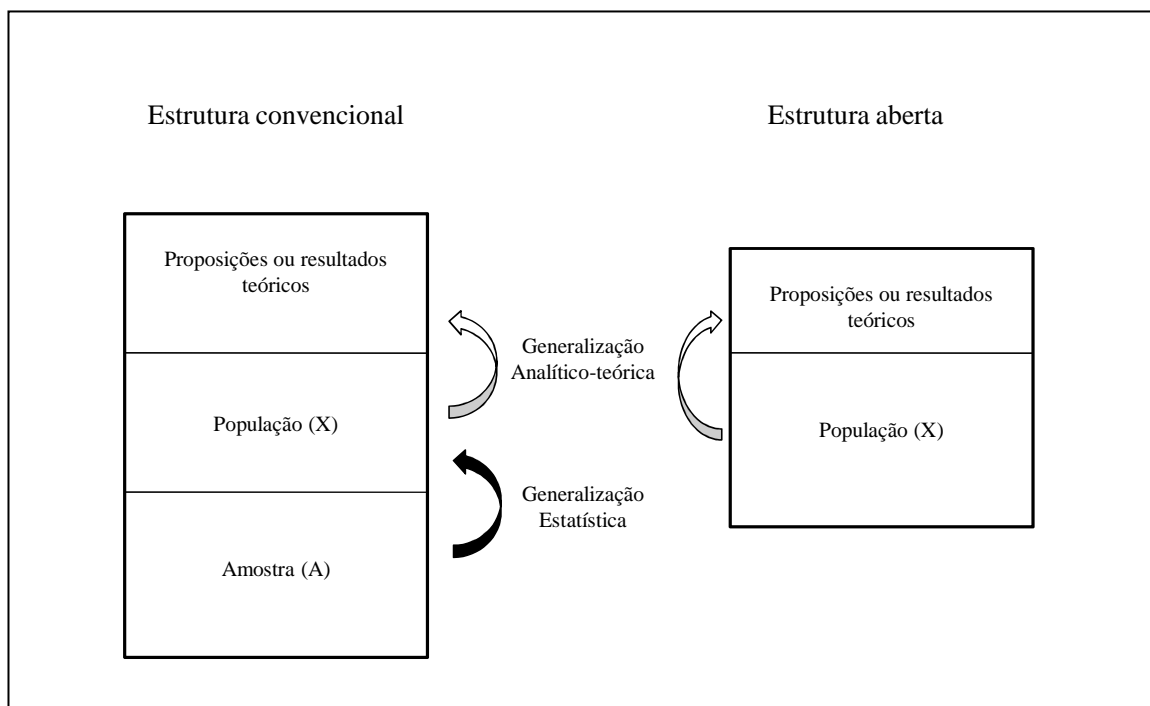 Estrutura convencional
Estrutura aberta
Proposições ou resultados
teóricos
População (X)
Amostra (A)
Generalização
Analítico-teórica
Generalização
Estatística
Proposições ou resultados
teóricos
População (X)